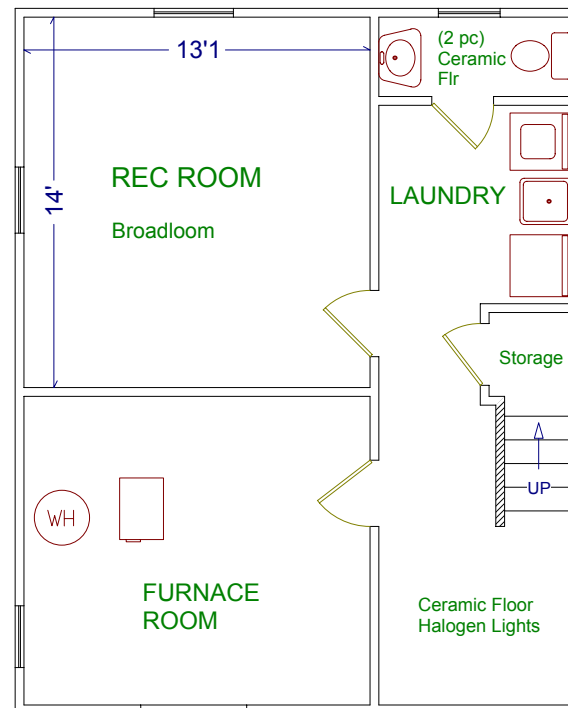 13'1
(2 pc)
Ceramic
Flr
14'
REC ROOM
Broadloom
LAUNDRY
Storage
UP
WH
FURNACE
ROOM
Ceramic Floor
Halogen Lights